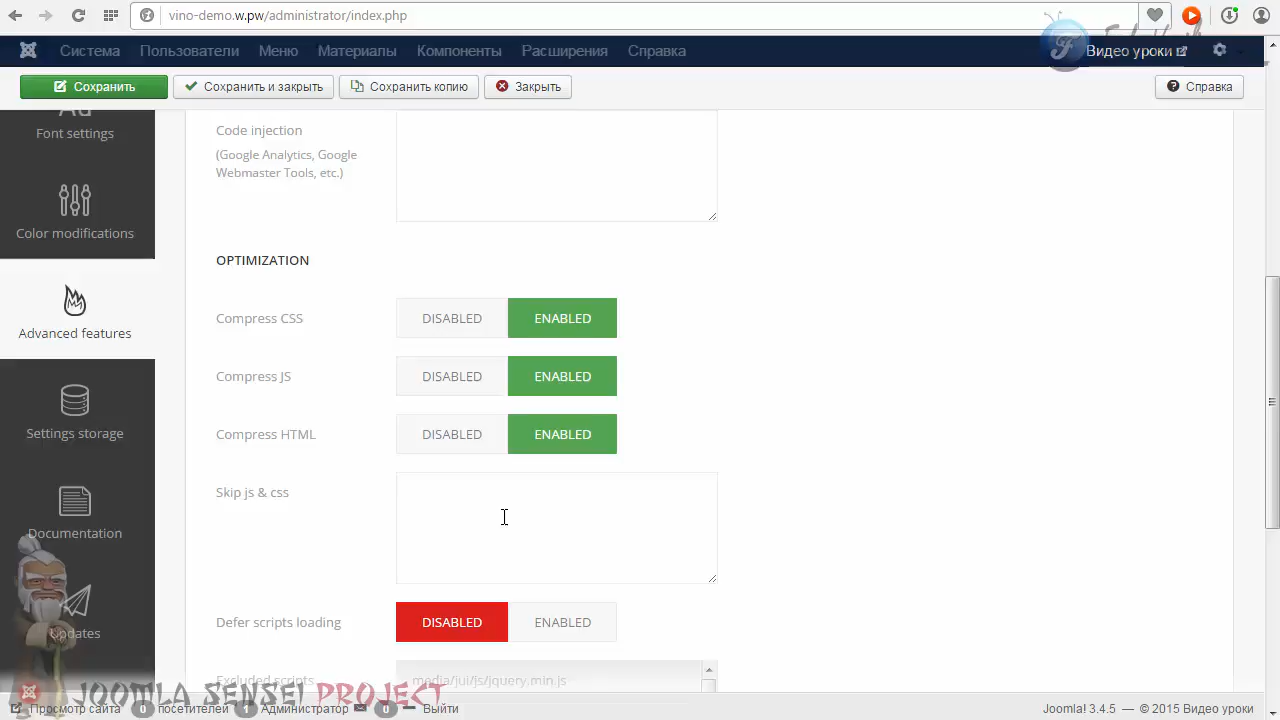 vino-demo.w.pw/administrator/index.php
Система Пользователи Меню Материалы Компоненты Расширения Справка Видео уроки
Сохранить Сохранить и закрыть Сохранить копию Закрыть Справка
Font settings
Color modifications
Advanced features
Settings storage
Documentation
Updates
Code injection
(Google Analytics, Google
Webmaster Tools, etc.)
OPTIMIZATION
Compress CSS DISABLED ENABLED
Compress JS DISABLED ENABLED
Compress HTML DISABLED ENABLED
Skip js & css
Defer scripts loading DISABLED ENABLED
Excluded scripts media/jui/js/jquery.min.js
JOOMLA SENSEI PROJECT
Просмотр сайта 0 посетителей 1 Администратор 0 Выйти
Joomla! 3.4.5 — © 2015 Видео уроки